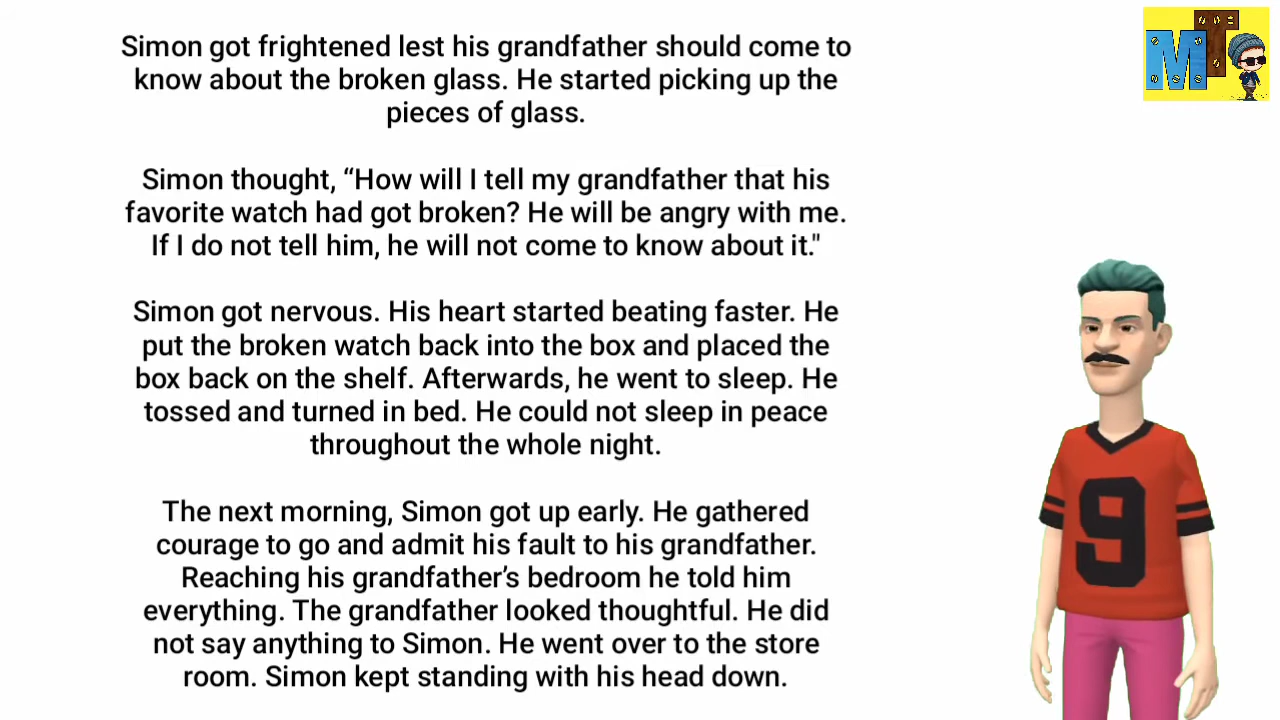 Simon got frightened lest his grandfather should come to
know about the broken glass. He started picking up the
pieces of glass.
Simon thought, “How will I tell my grandfather that his
favorite watch had got broken? He will be angry with me.
If I do not tell him, he will not come to know about it."
Simon got nervous. His heart started beating faster. He
put the broken watch back into the box and placed the
box back on the shelf. Afterwards, he went to sleep. He
tossed and turned in bed. He could not sleep in peace
throughout the whole night.
The next morning, Simon got up early. He gathered
courage to go and admit his fault to his grandfather.
Reaching his grandfather’s bedroom he told him
everything. The grandfather looked thoughtful. He did
not say anything to Simon. He went over to the store
room. Simon kept standing with his head down.
MT
9